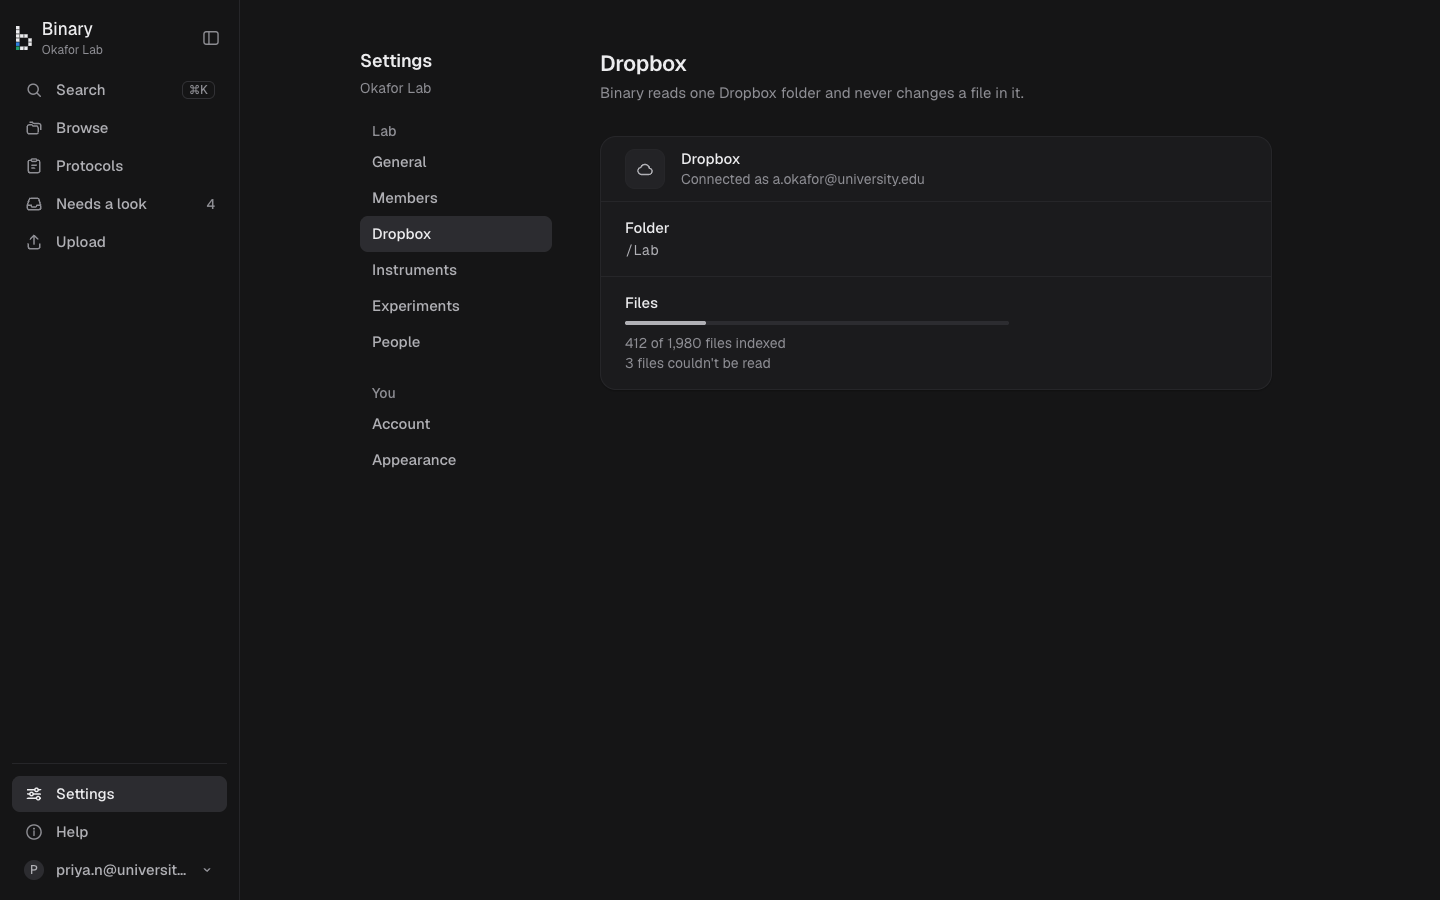 Binary
Okafor Lab
Search ⌘K
Browse
Protocols
Needs a look 4
Upload
Settings
Help
P priya.n@universit...
Settings
Okafor Lab
Lab
General
Members
Dropbox
Instruments
Experiments
People
You
Account
Appearance
Dropbox
Binary reads one Dropbox folder and never changes a file in it.
Dropbox
Connected as a.okafor@university.edu
Folder
/Lab
Files
412 of 1,980 files indexed
3 files couldn't be read